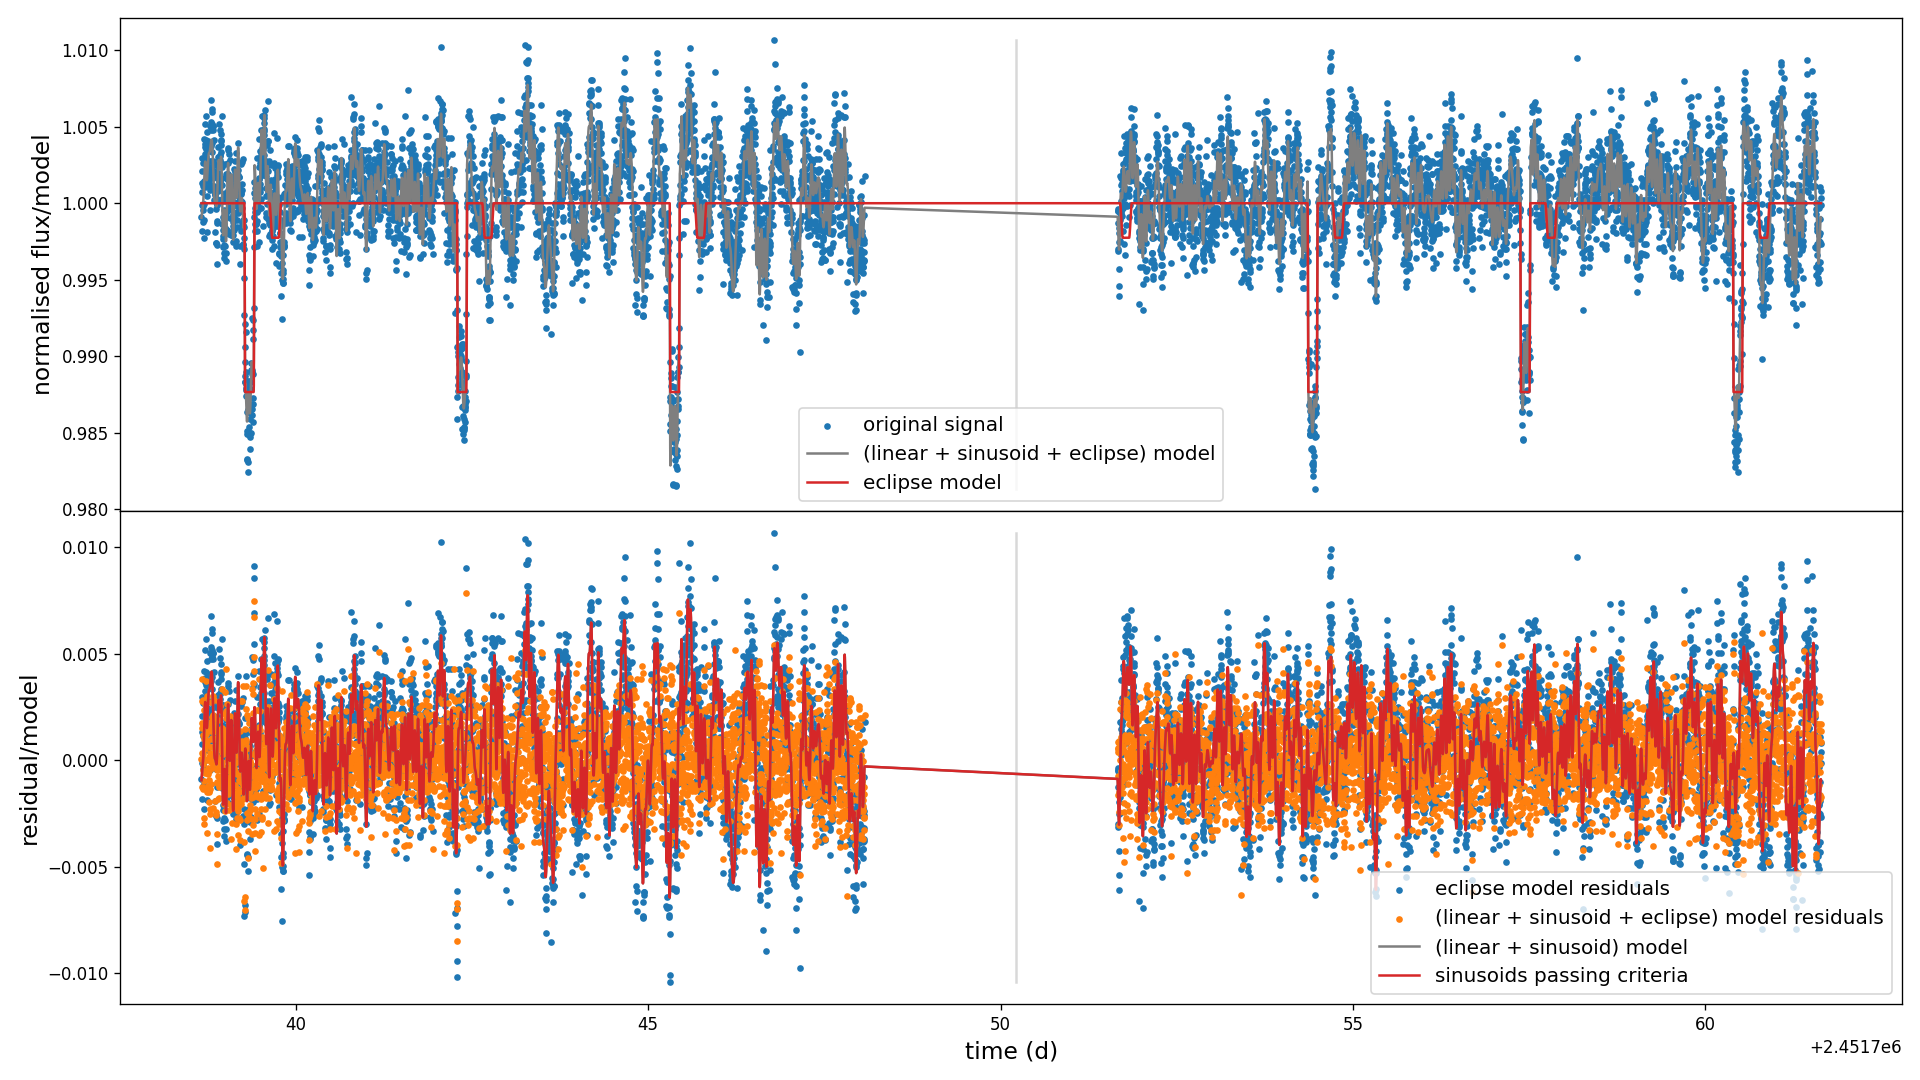 1.010
1.005
1.000
0.995
0.990
0.985
0.980
normalised flux/model
original signal
(linear + sinusoid + eclipse) model
eclipse model
0.010
0.005
0.000
−0.005
−0.010
residual/model
eclipse model residuals
(linear + sinusoid + eclipse) model residuals
(linear + sinusoid) model
sinusoids passing criteria
40
45
50
55
60
time (d)
+2.4517e6